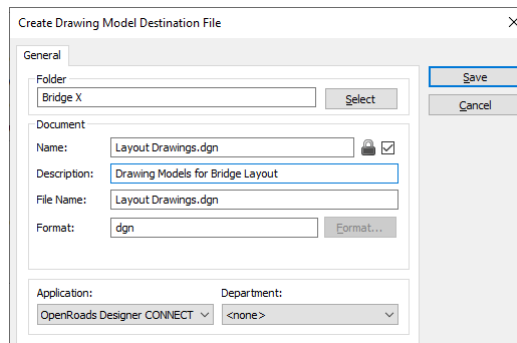 Create Drawing Model Destination File
General
Folder
Bridge X
Select
Save
Cancel
Document
Name: Layout Drawings.dgn
Description: Drawing Models for Bridge Layout
File Name: Layout Drawings.dgn
Format: dgn Format...
Application: Department:
OpenRoads Designer CONNECT <none>